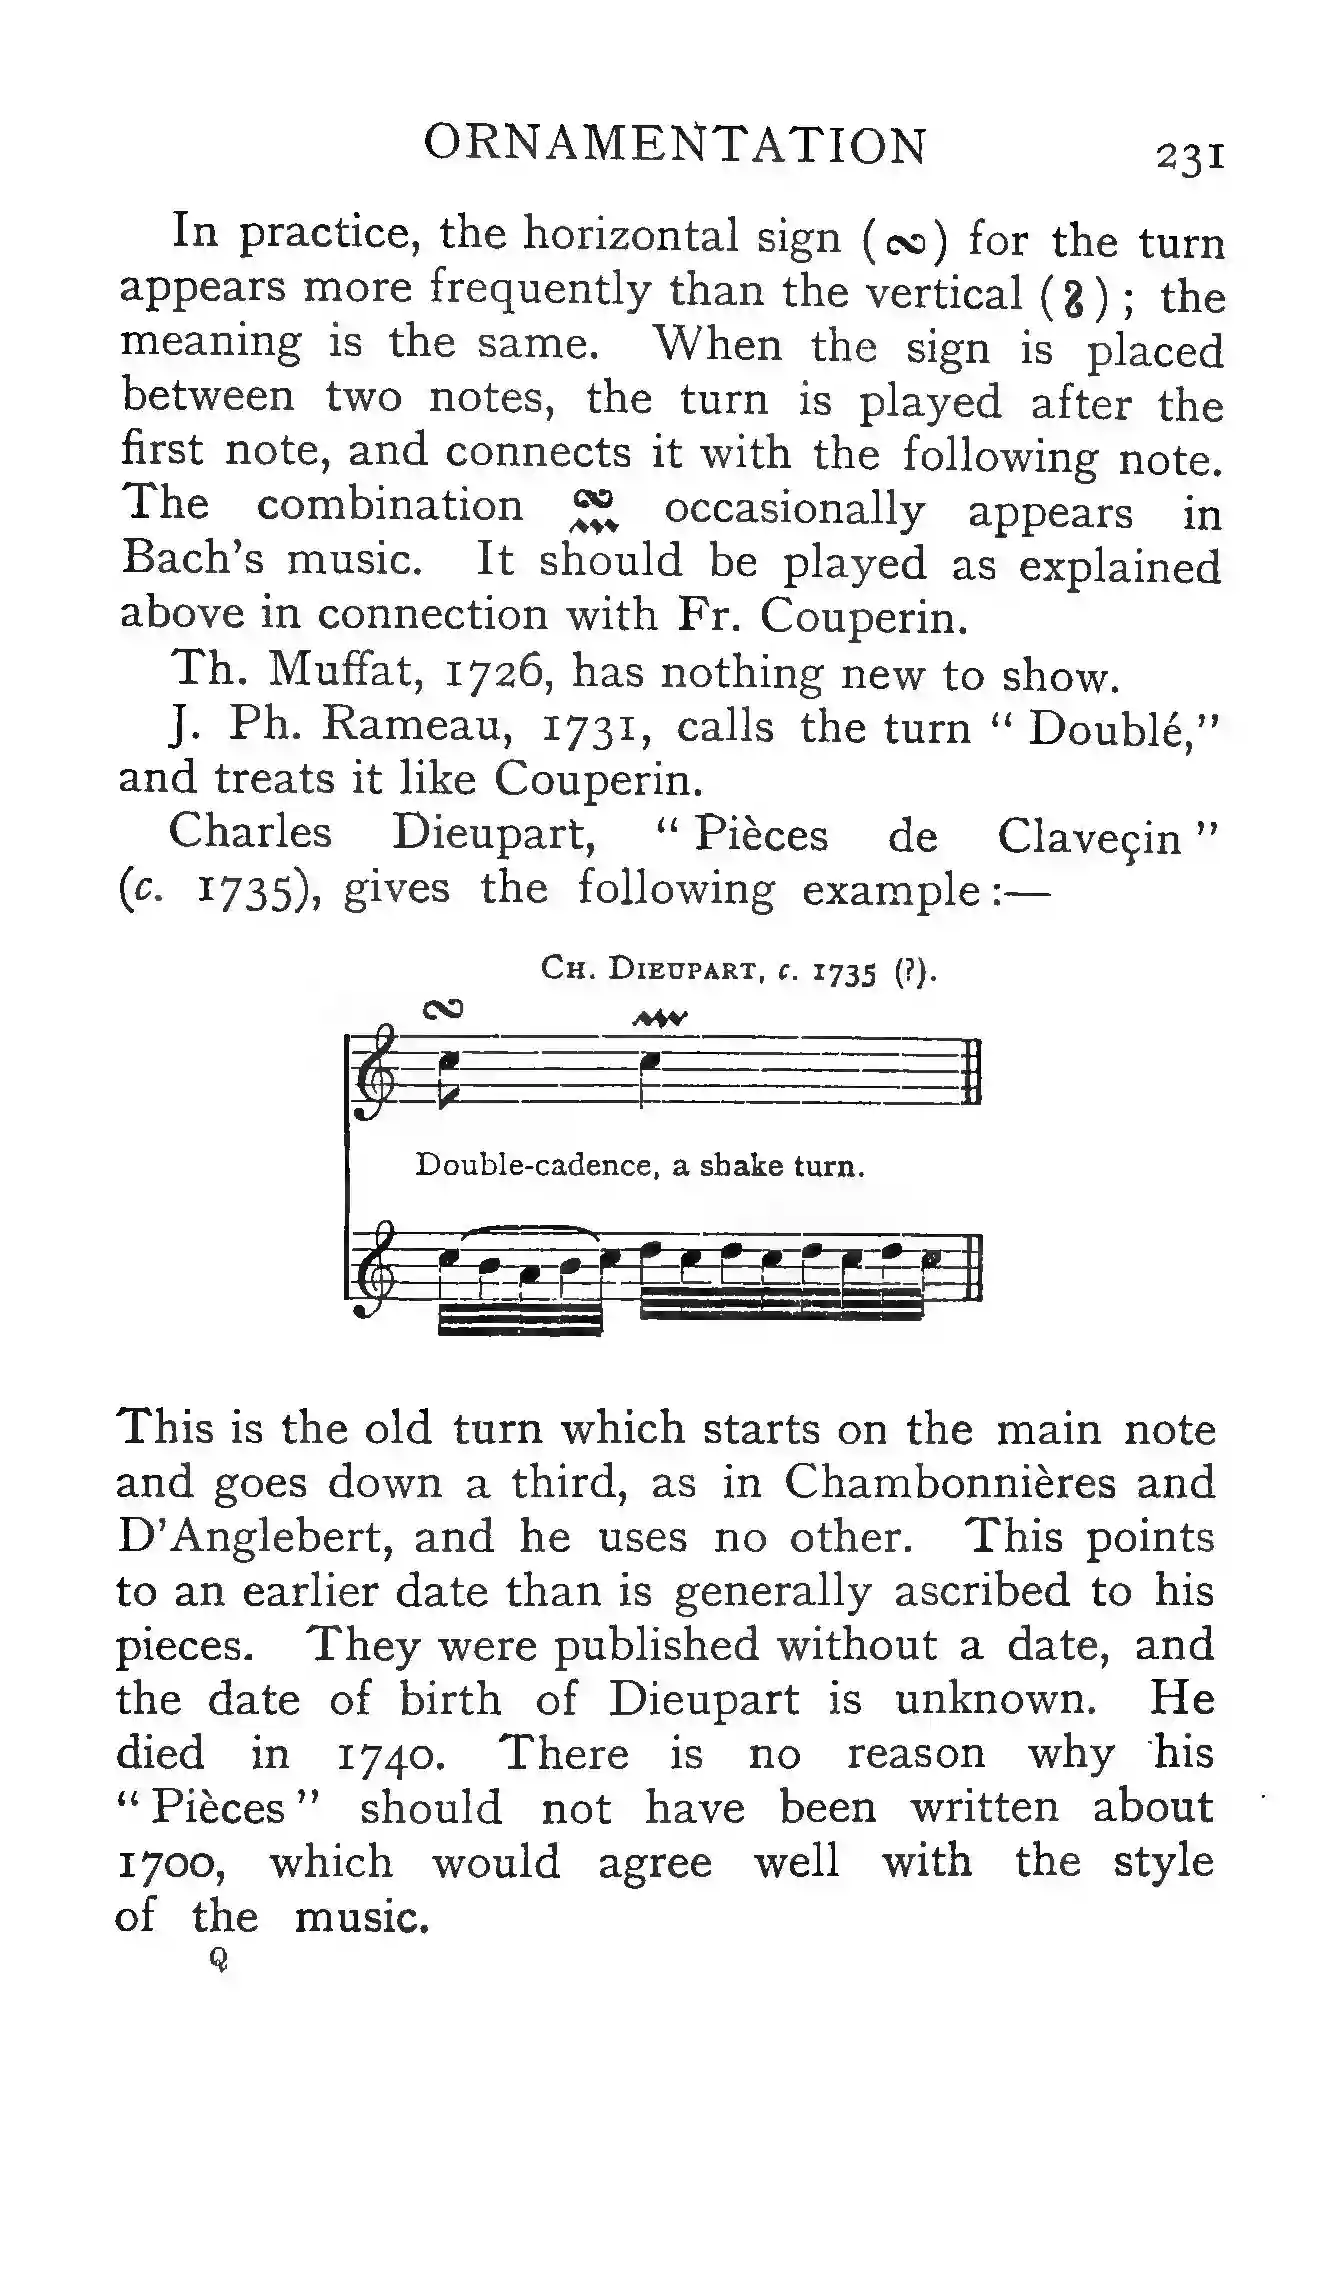 ORNAMENTATION 231
In practice, the horizontal sign (∾) for the turn
appears more frequently than the vertical ( ) ; the
meaning is the same. When the sign is placed
between two notes, the turn is played after the
first note, and connects it with the following note.
The combination occasionally appears in
Bach's music. It should be played as explained
above in connection with Fr. Couperin.
Th. Muffat, 1726, has nothing new to show.
J. Ph. Rameau, 1731, calls the turn “ Doublé,”
and treats it like Couperin.
Charles Dieupart, “ Pièces de Claveçin ”
(c. 1735), gives the following example :—
CH. DIEUPART, c. 1735 (?).
Double-cadence, a shake turn.
This is the old turn which starts on the main note
and goes down a third, as in Chambonnières and
D'Anglebert, and he uses no other. This points
to an earlier date than is generally ascribed to his
pieces. They were published without a date, and
the date of birth of Dieupart is unknown. He
died in 1740. There is no reason why his
“ Pièces ” should not have been written about
1700, which would agree well with the style
of the music.
Q